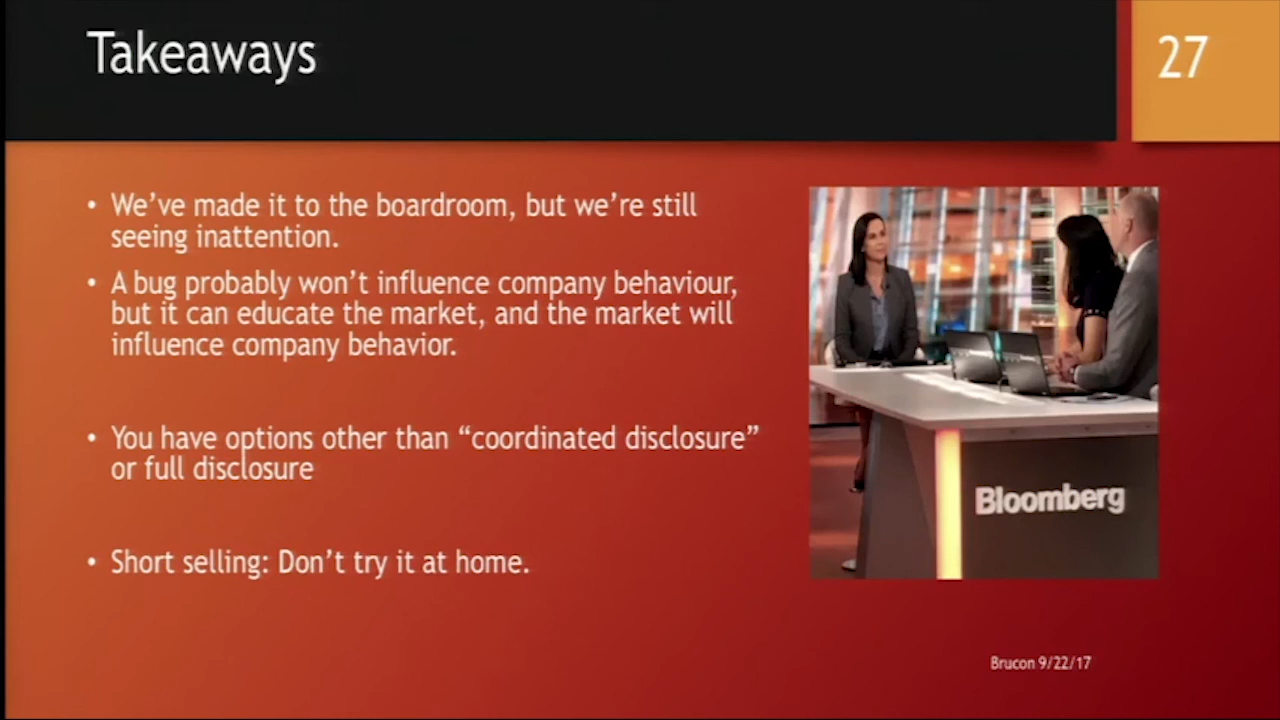 Takeaways
27
• We’ve made it to the boardroom, but we’re still
seeing inattention.
• A bug probably won’t influence company behaviour,
but it can educate the market, and the market will
influence company behavior.
• You have options other than “coordinated disclosure”
or full disclosure
• Short selling: Don’t try it at home.
Bloomberg
Brucon 9/22/17